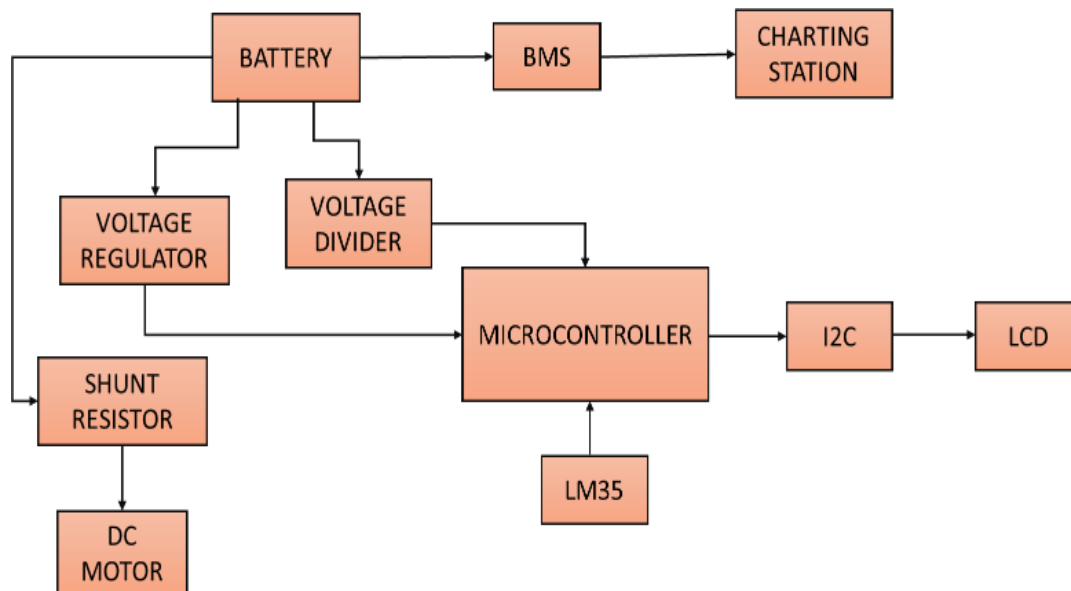 BATTERY
BMS
CHARTING
STATION
VOLTAGE
REGULATOR
VOLTAGE
DIVIDER
MICROCONTROLLER
I2C
LCD
SHUNT
RESISTOR
LM35
DC
MOTOR